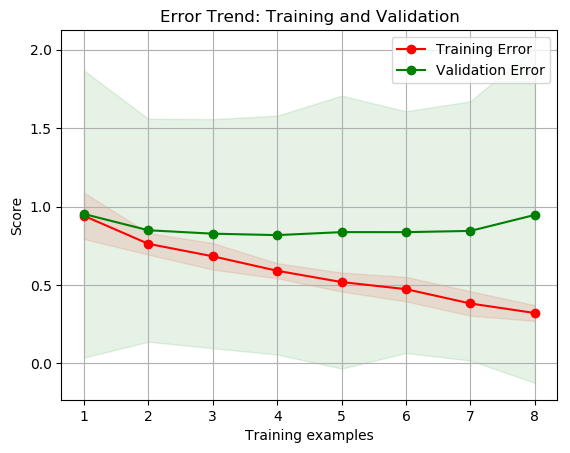 Error Trend: Training and Validation
Training Error
Validation Error
2.0
1.5
1.0
0.5
0.0
Score
1 2 3 4 5 6 7 8
Training examples